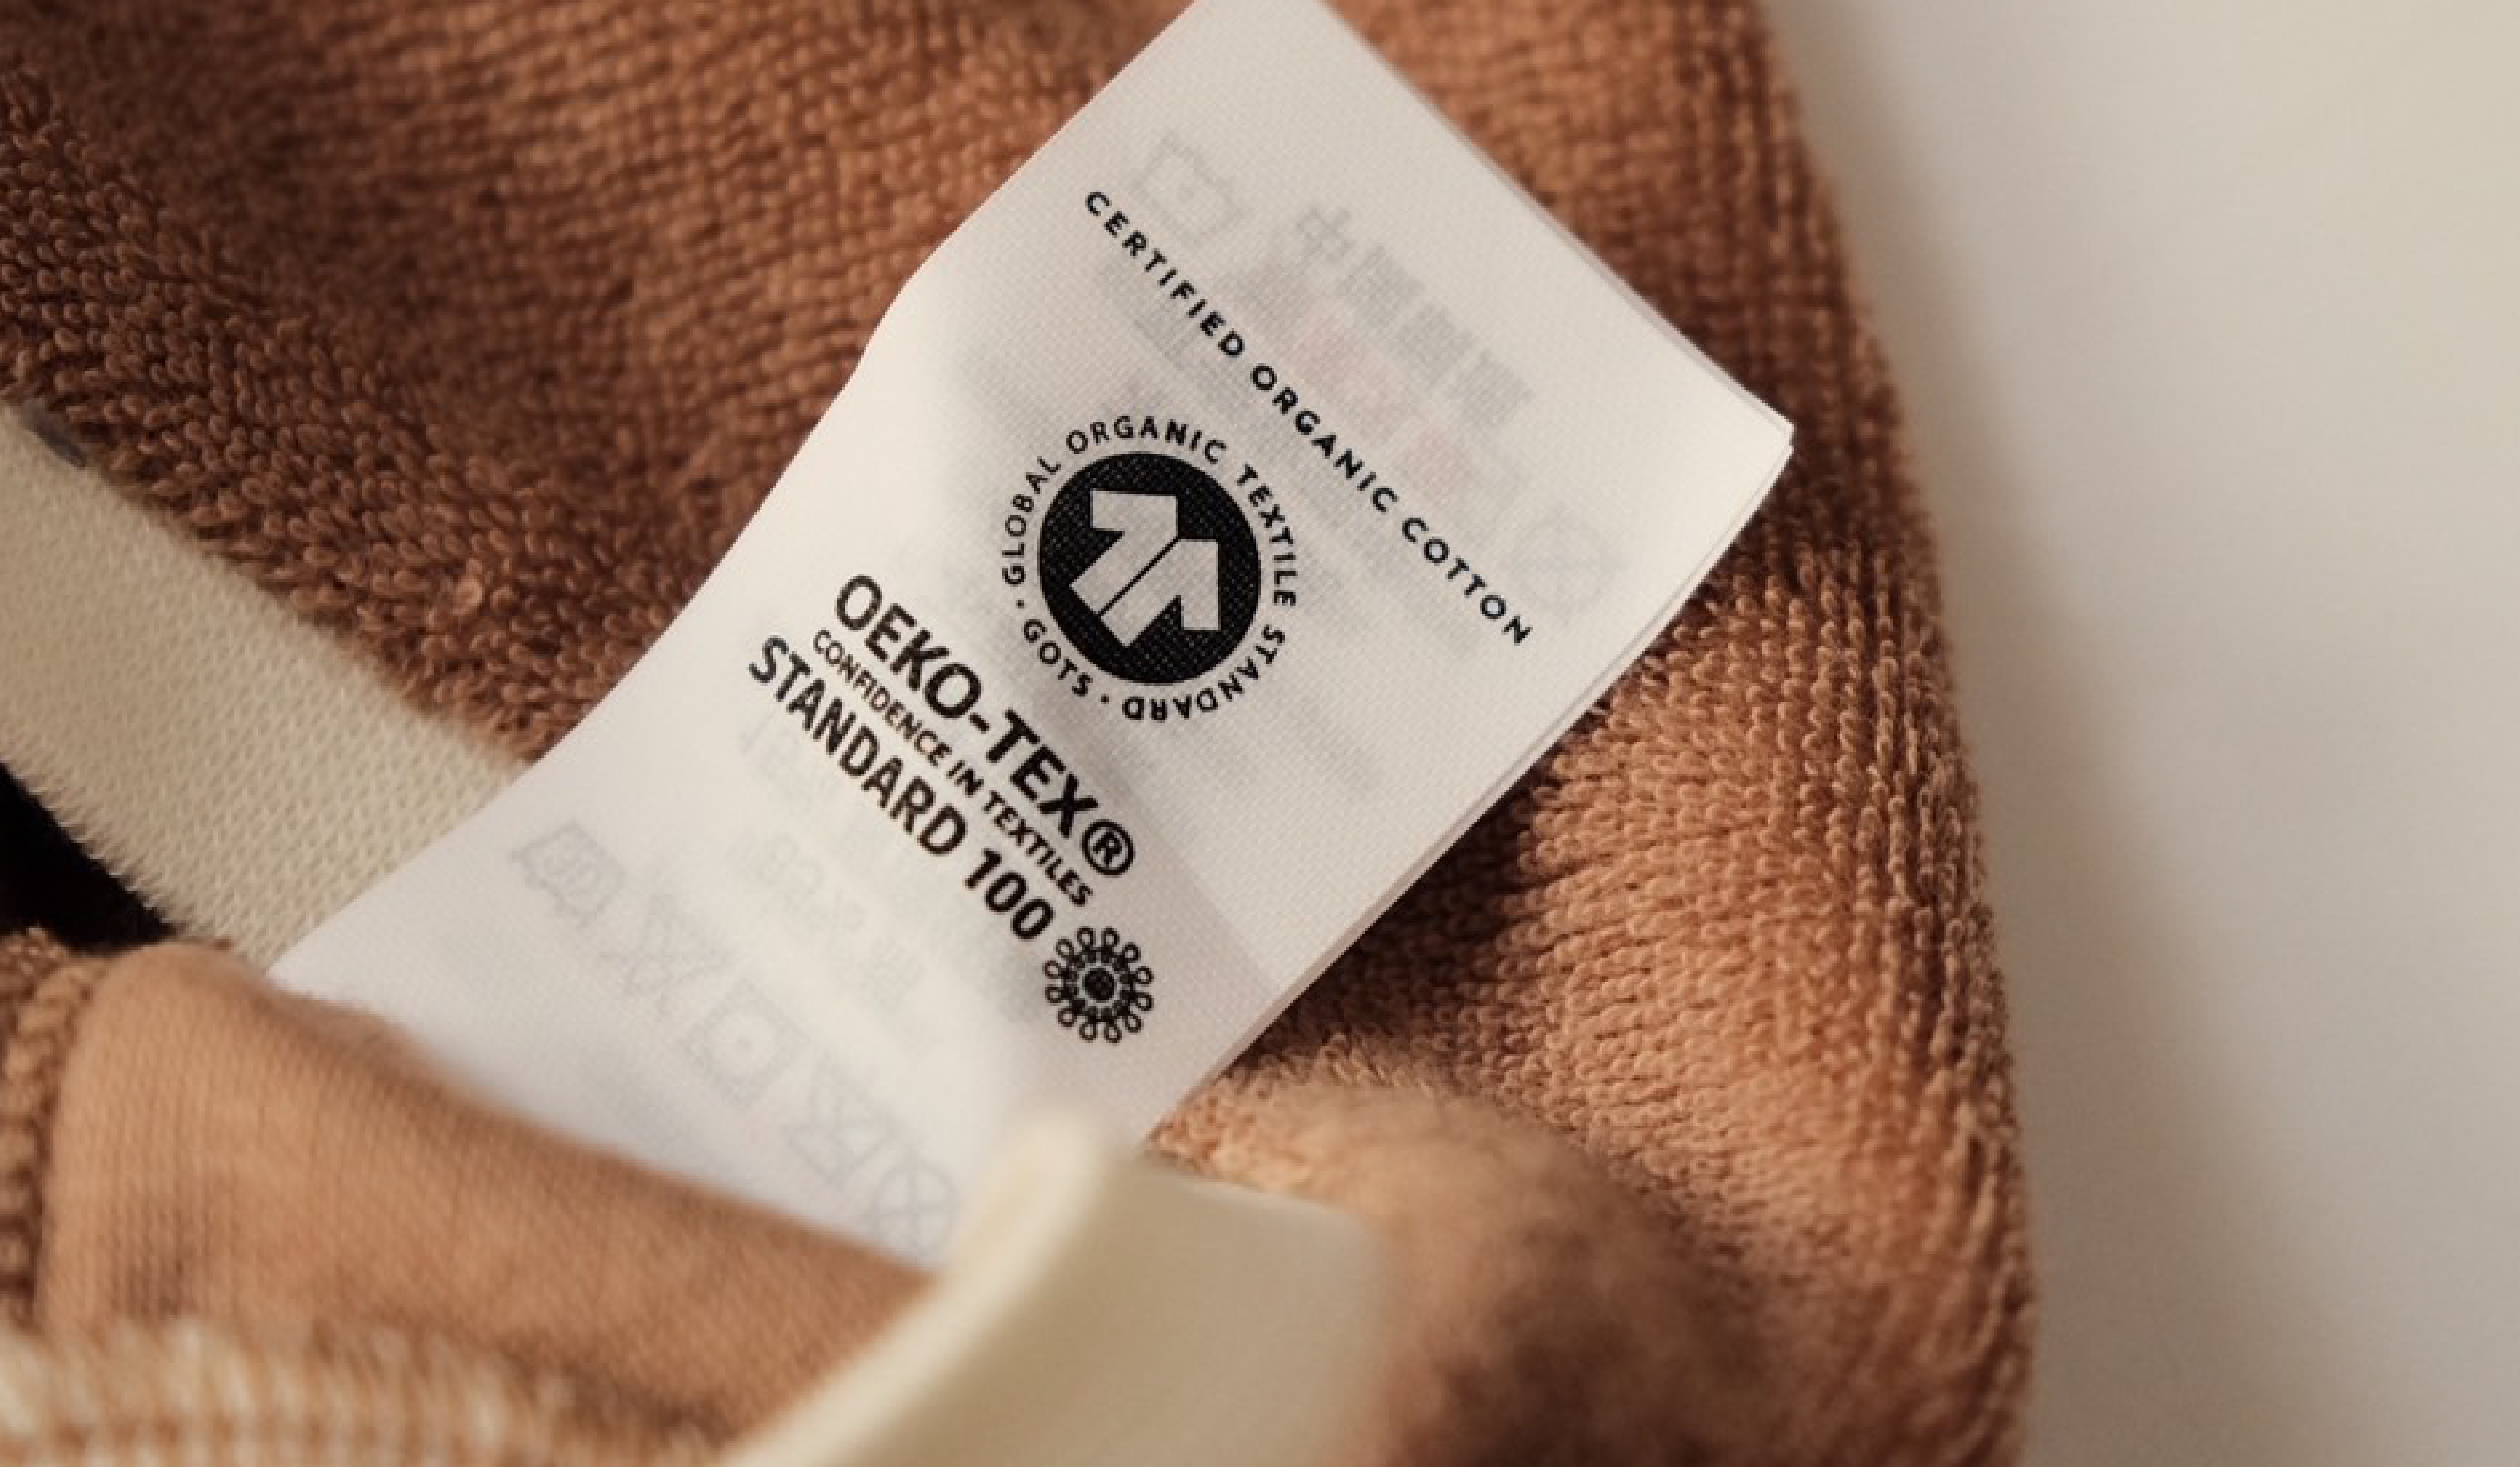 CERTIFIED ORGANIC COTTON
GLOBAL ORGANIC TEXTILE STANDARD · GOTS ·
OEKO-TEX®
CONFIDENCE IN TEXTILES
STANDARD 100